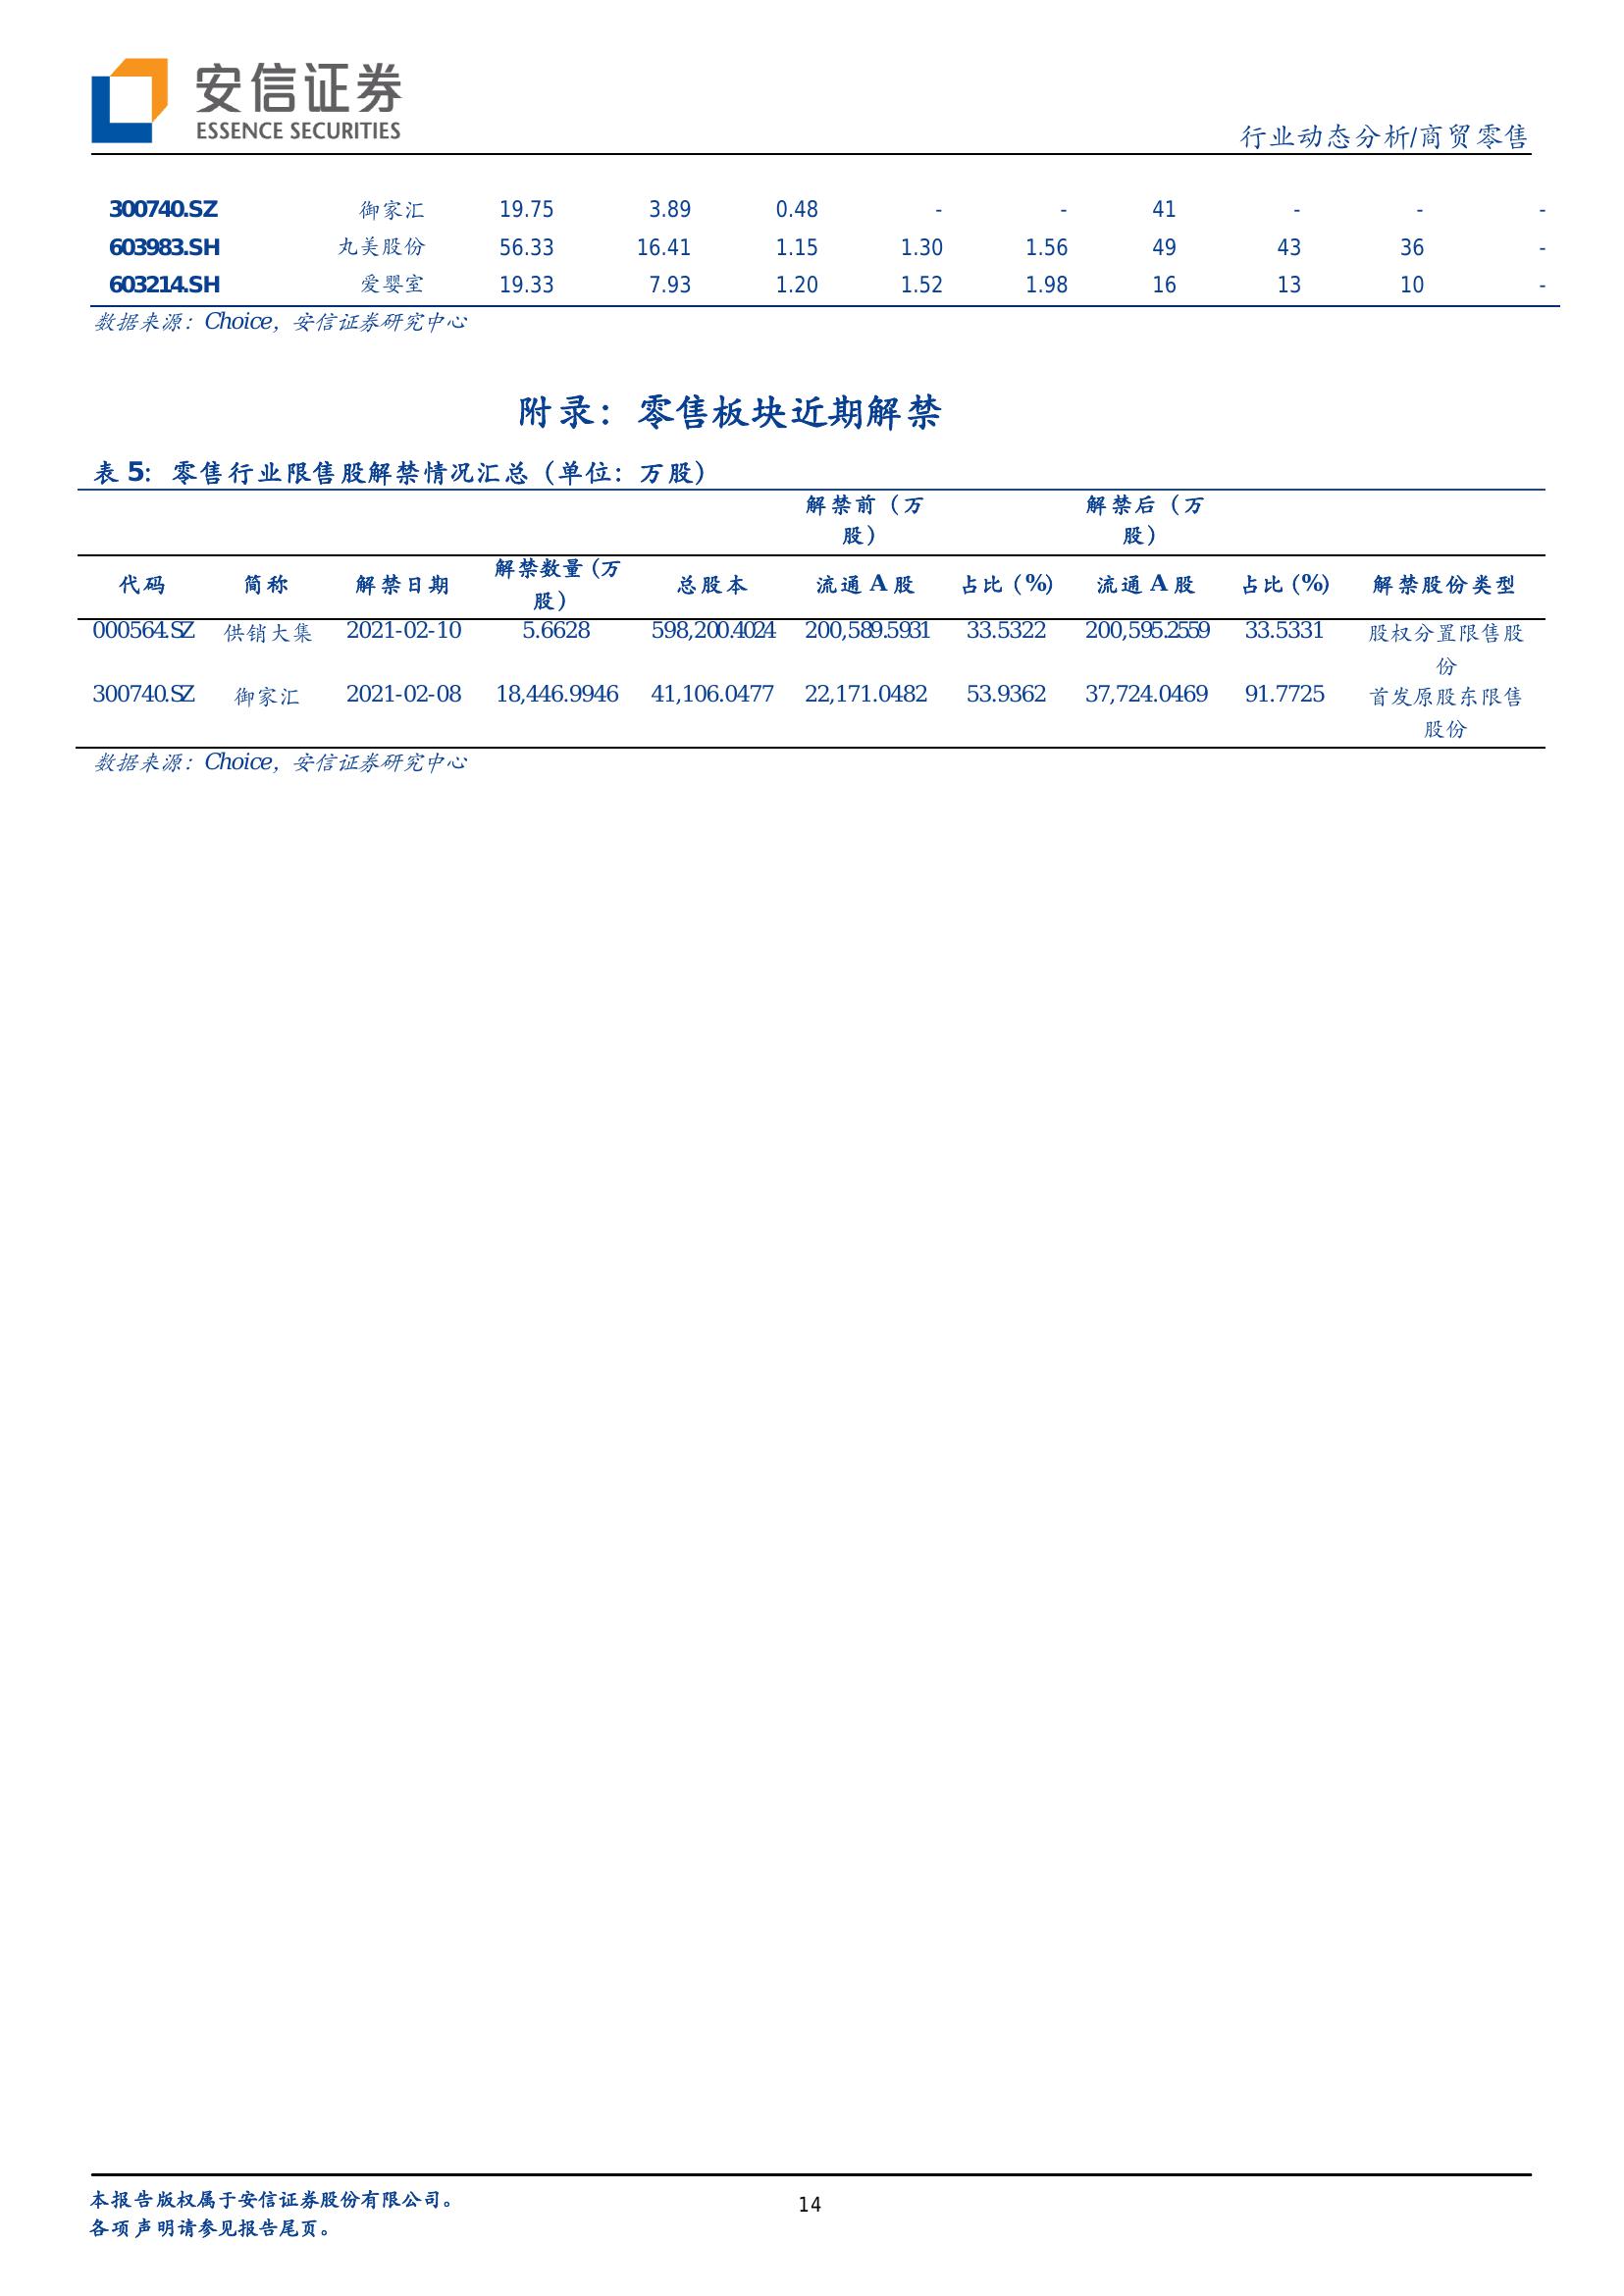 安信证券
ESSENCE SECURITIES
行业动态分析/商贸零售
300740.SZ 御家汇 19.75 3.89 0.48 - - 41 - - -
603983.SH 丸美股份 56.33 16.41 1.15 1.30 1.56 49 43 36 -
603214.SH 爱婴室 19.33 7.93 1.20 1.52 1.98 16 13 10 -
数据来源：Choice，安信证券研究中心
附录：零售板块近期解禁
表 5：零售行业限售股解禁情况汇总（单位：万股）
解禁前（万 解禁后（万
股） 股）
代码 简称 解禁日期 解禁数量(万 总股本 流通 A 股 占比 (%) 流通 A 股 占比 (%) 解禁股份类型
股）
000564.SZ 供销大集 2021-02-10 5.6628 598,200.4024 200,589.5931 33.5322 200,595.2559 33.5331 股权分置限售股
份
300740.SZ 御家汇 2021-02-08 18,446.9946 41,106.0477 22,171.0482 53.9362 37,724.0469 91.7725 首发原股东限售
股份
数据来源：Choice，安信证券研究中心
本报告版权属于安信证券股份有限公司。
14
各项声明请参见报告尾页。